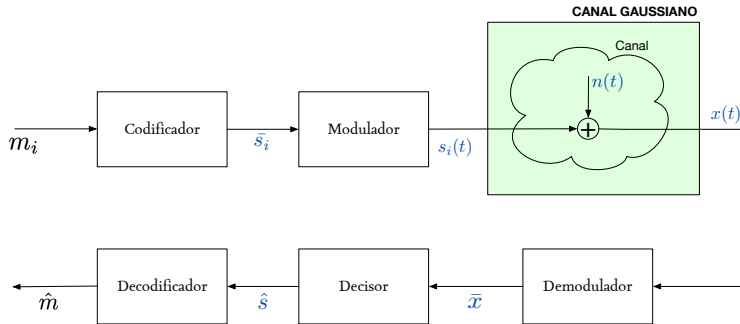 CANAL GAUSSIANO
Canal
n(t)
m_i
Codificador
s̄_i
Modulador
s_i(t)
+
x(t)
m̂
Decodificador
ŝ
Decisor
x̄
Demodulador